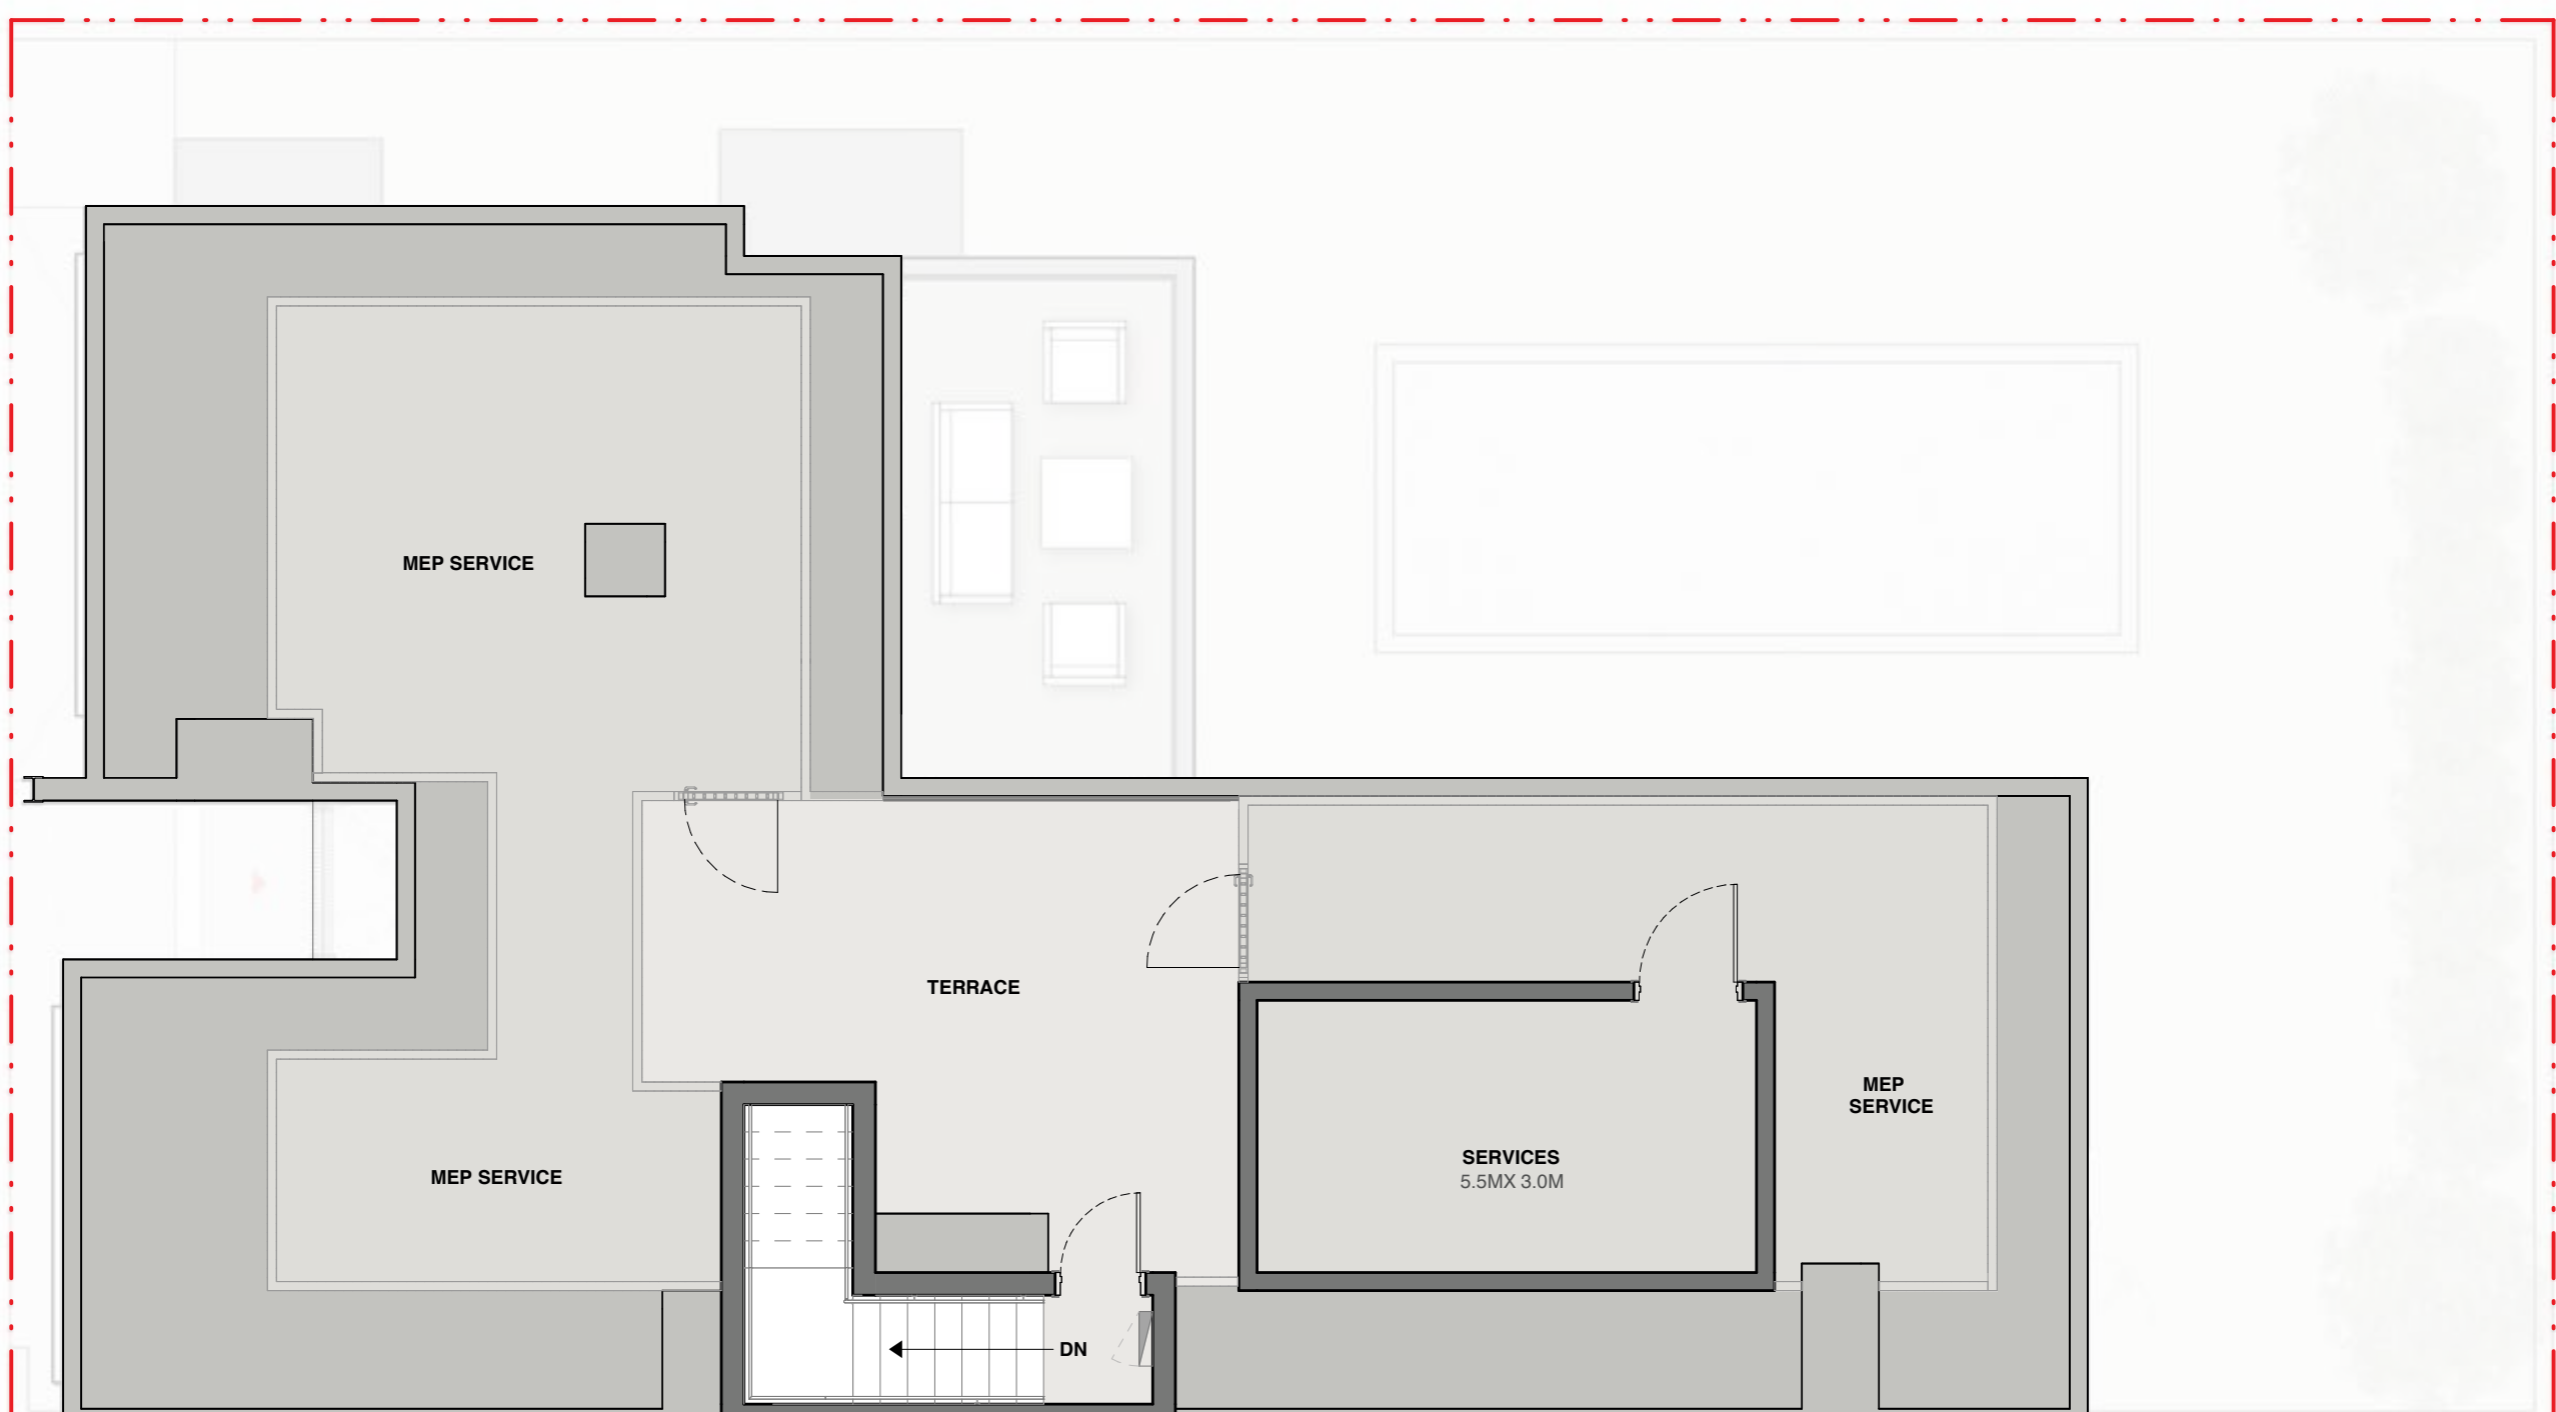 MEP SERVICE
TERRACE
MEP
SERVICE
SERVICES
5.5MX 3.0M
MEP SERVICE
DN